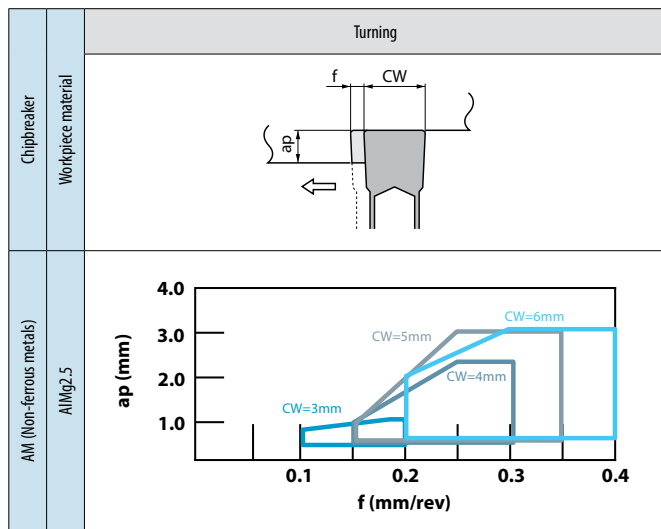 Chipbreaker
Workpiece material
Turning
f
CW
ap
AM (Non-ferrous metals)
AlMg2.5
4.0
3.0
2.0
1.0
ap (mm)
CW=6mm
CW=5mm
CW=4mm
CW=3mm
0.1
0.2
0.3
0.4
f (mm/rev)